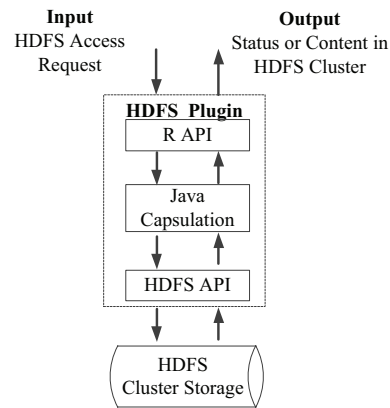 Input
HDFS Access
Request
Output
Status or Content in
HDFS Cluster
HDFS Plugin
R API
Java
Capsulation
HDFS API
HDFS
Cluster Storage